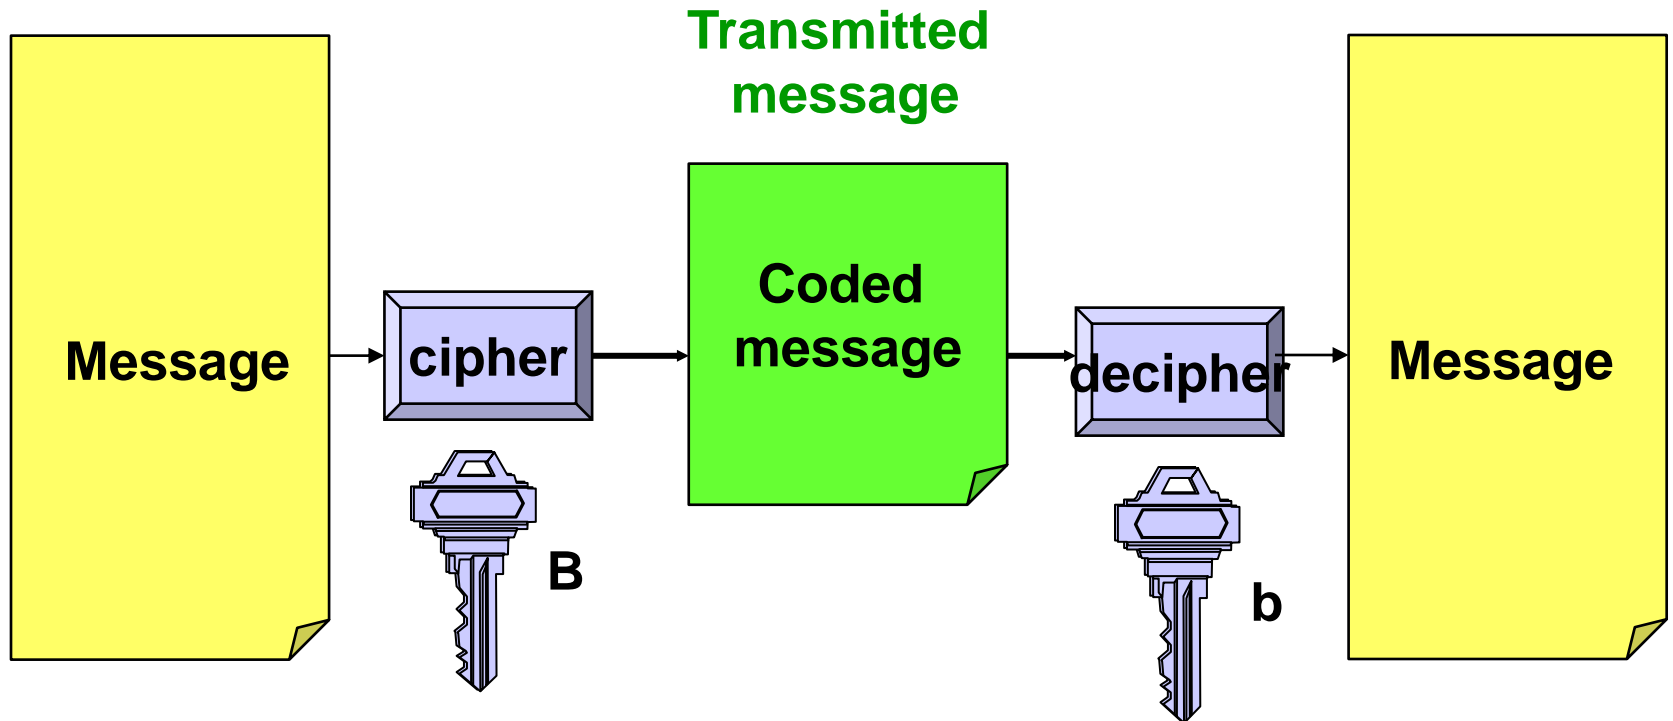 Transmitted
message
Message
cipher
Coded
message
decipher
Message
B
b